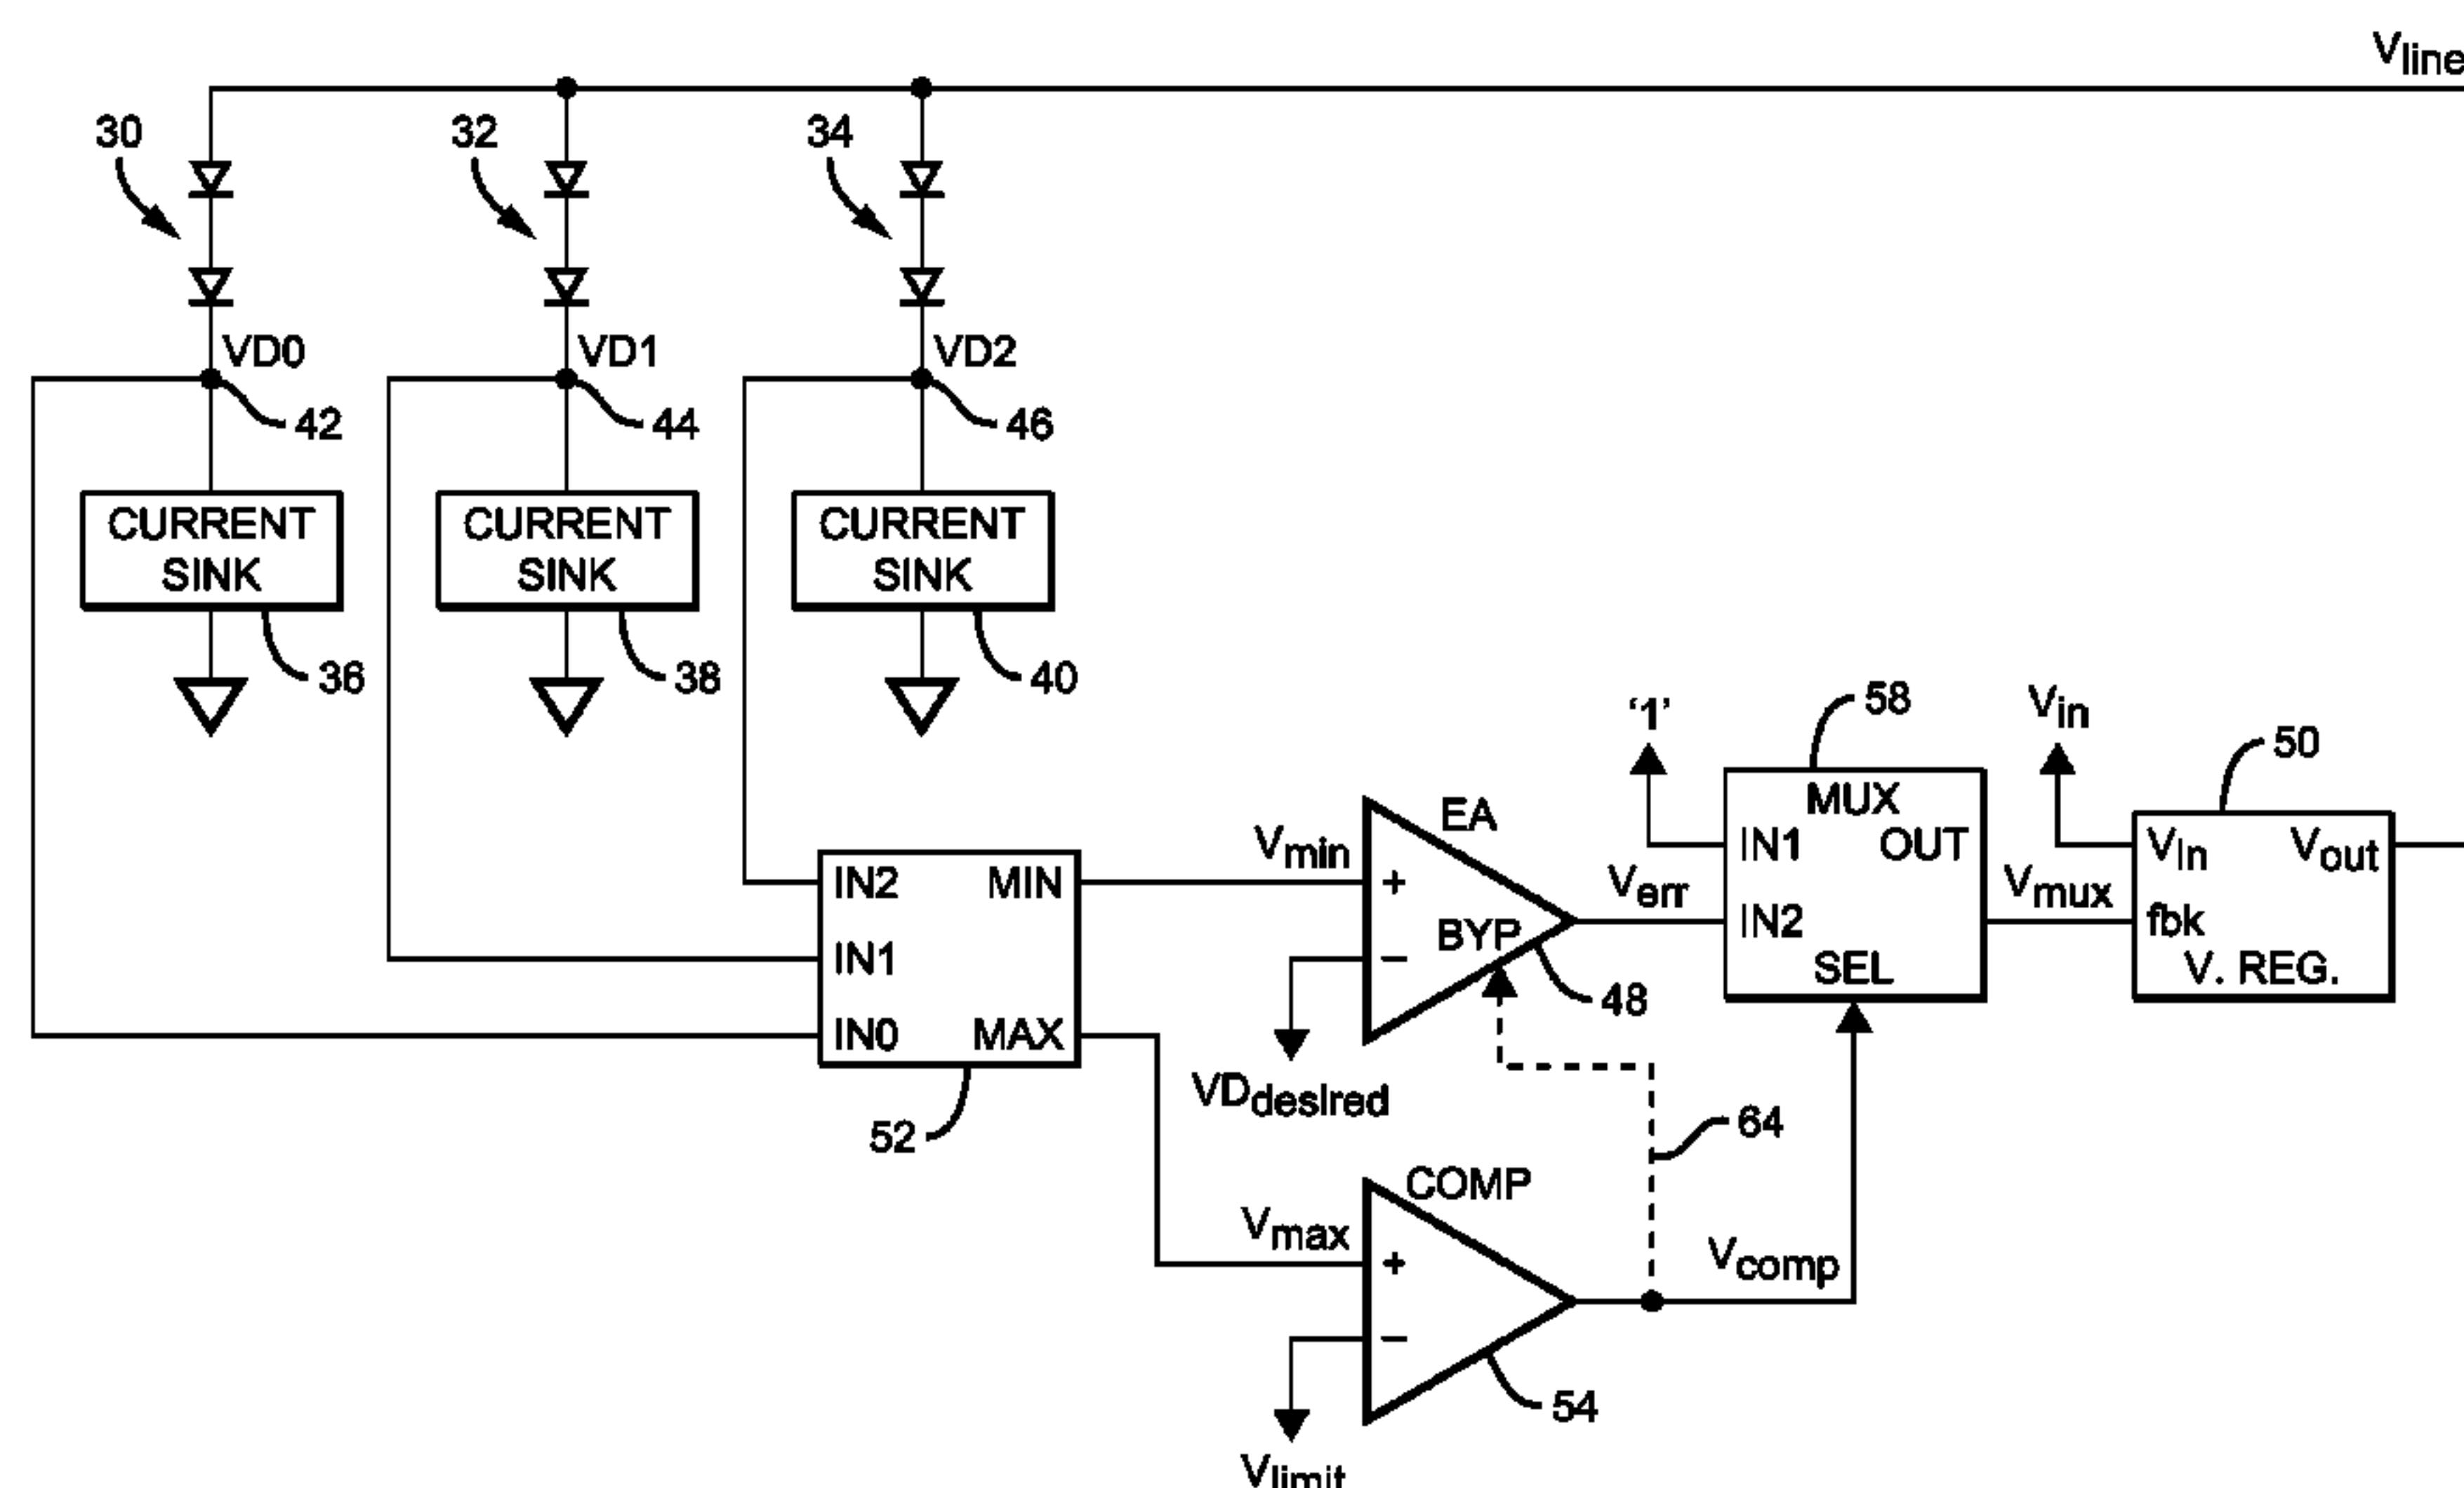 Vline
30
32
34
VD0
VD1
VD2
42
44
46
CURRENT
SINK
CURRENT
SINK
CURRENT
SINK
36
38
40
'1'
58
Vin
50
MUX
IN1
OUT
IN2
SEL
VIn
Vout
fbk
V. REG.
EA
Vmin
+
BYP
−
Verr
Vmux
48
IN2
MIN
IN1
IN0
MAX
VDdesIred
52
64
COMP
Vmax
+
−
Vcomp
54
Vlimit